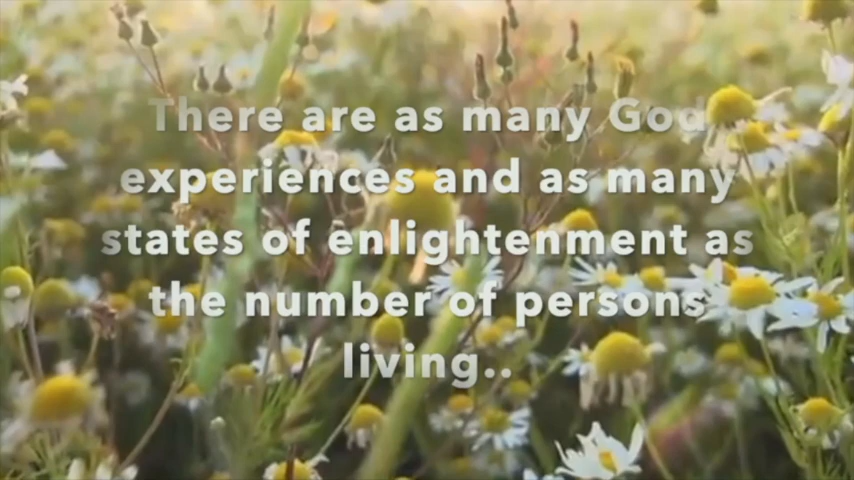 There are as many God
experiences and as many
states of enlightenment as
the number of persons
living..